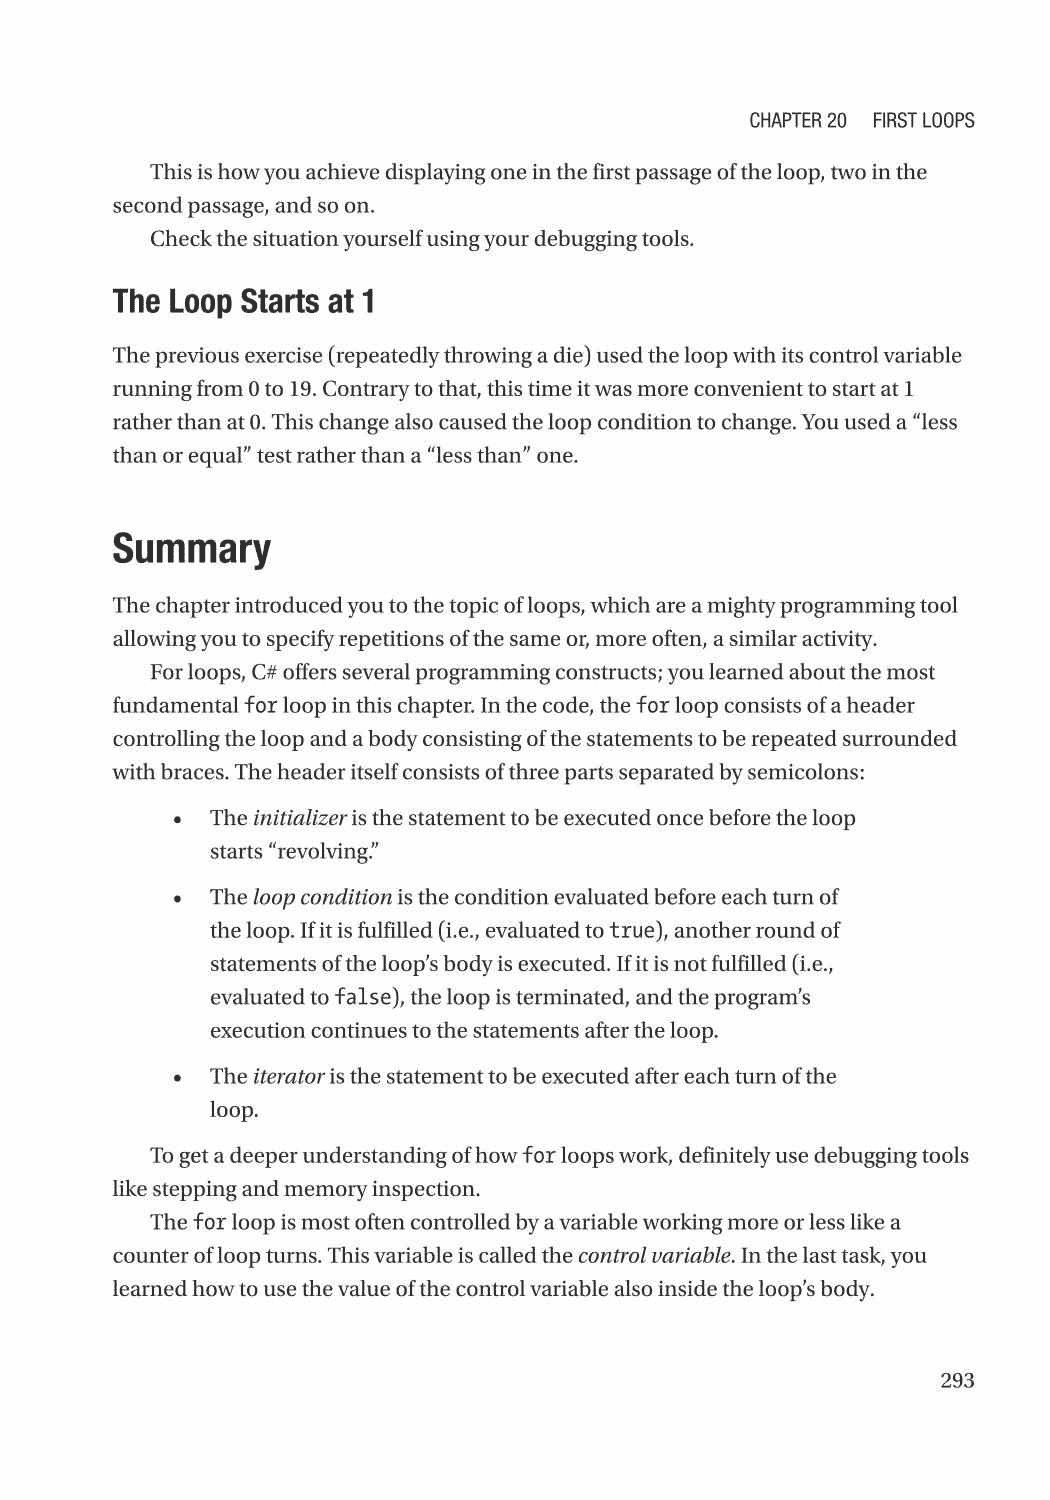 CHAPTER 20 FIRST LOOPS
This is how you achieve displaying one in the first passage of the loop, two in the
second passage, and so on.
Check the situation yourself using your debugging tools.
The Loop Starts at 1
The previous exercise (repeatedly throwing a die) used the loop with its control variable
running from 0 to 19. Contrary to that, this time it was more convenient to start at 1
rather than at 0. This change also caused the loop condition to change. You used a “less
than or equal” test rather than a “less than” one.
Summary
The chapter introduced you to the topic of loops, which are a mighty programming tool
allowing you to specify repetitions of the same or, more often, a similar activity.
For loops, C# offers several programming constructs; you learned about the most
fundamental for loop in this chapter. In the code, the for loop consists of a header
controlling the loop and a body consisting of the statements to be repeated surrounded
with braces. The header itself consists of three parts separated by semicolons:
• The initializer is the statement to be executed once before the loop
starts “revolving.”
• The loop condition is the condition evaluated before each turn of
the loop. If it is fulfilled (i.e., evaluated to true), another round of
statements of the loop’s body is executed. If it is not fulfilled (i.e.,
evaluated to false), the loop is terminated, and the program’s
execution continues to the statements after the loop.
• The iterator is the statement to be executed after each turn of the
loop.
To get a deeper understanding of how for loops work, definitely use debugging tools
like stepping and memory inspection.
The for loop is most often controlled by a variable working more or less like a
counter of loop turns. This variable is called the control variable. In the last task, you
learned how to use the value of the control variable also inside the loop’s body.
293